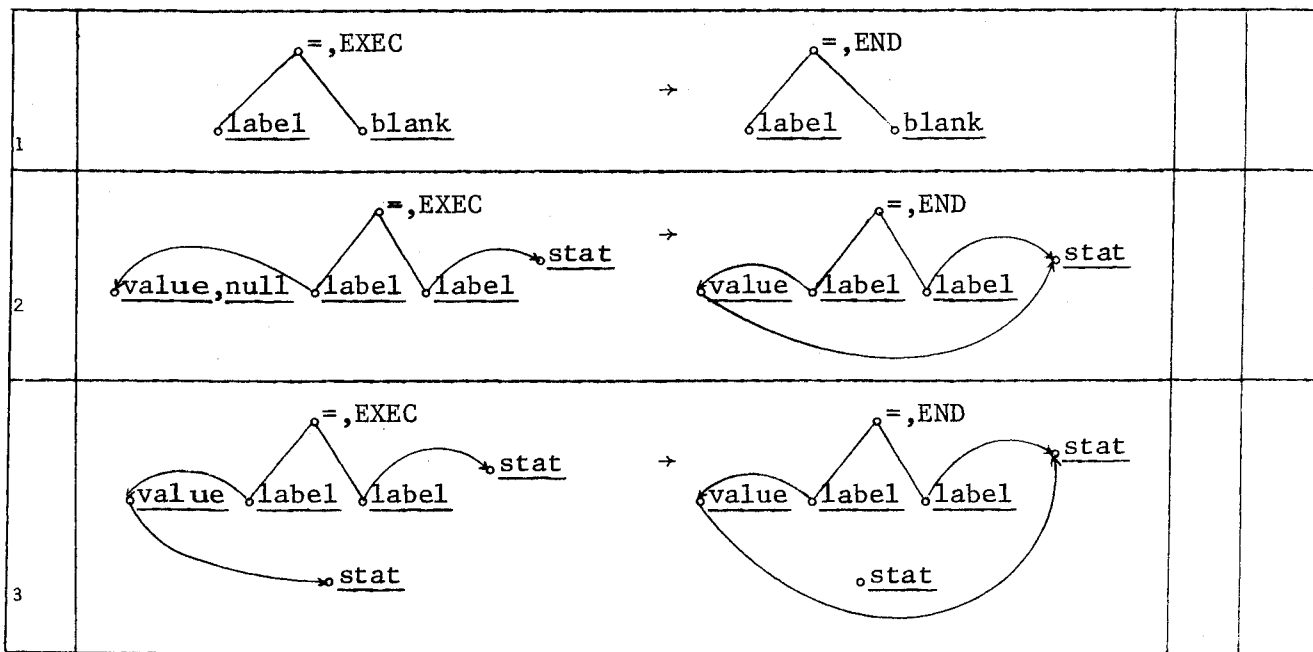 =,EXEC → =,END
label blank label blank
1
=,EXEC → =,END
stat stat
value,null label label value label label
2
=,EXEC → =,END
stat stat
value label label value label label
stat stat
3